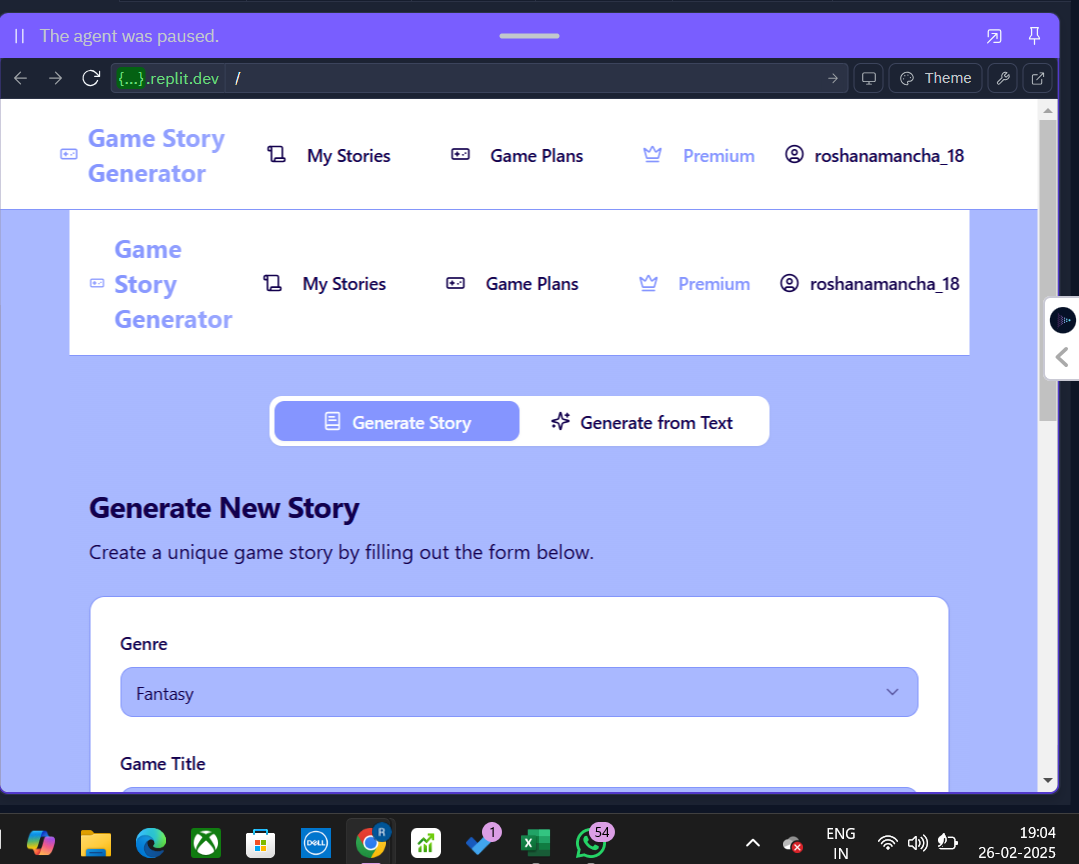 The agent was paused.
{...}.replit.dev /
Theme
Game Story
Generator
My Stories
Game Plans
Premium
roshanamancha_18
Game
Story
Generator
My Stories
Game Plans
Premium
roshanamancha_18
Generate Story
Generate from Text
Generate New Story
Create a unique game story by filling out the form below.
Genre
Fantasy
Game Title
DELL
R
1
54
ENG
IN
19:04
26-02-2025